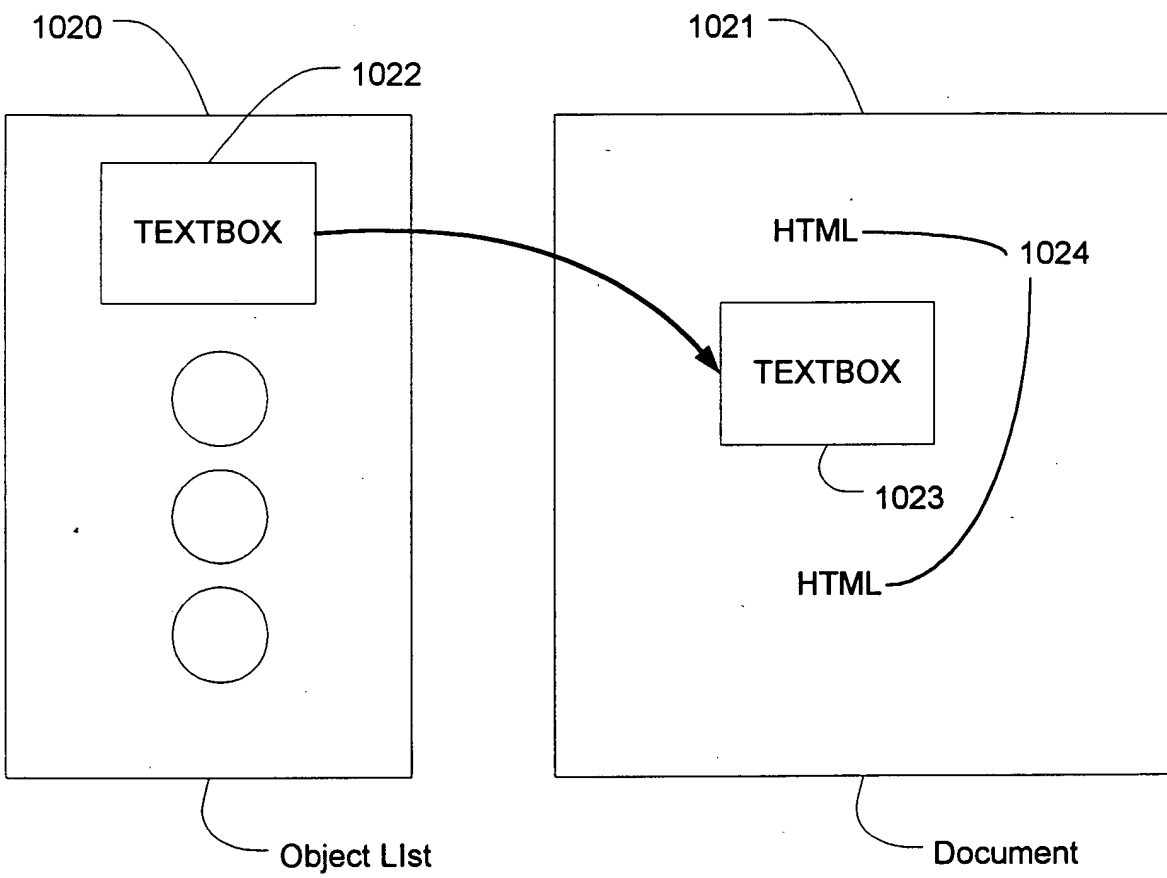 1020
1021
1022
TEXTBOX
HTML
1024
TEXTBOX
1023
HTML
Object LIst
Document